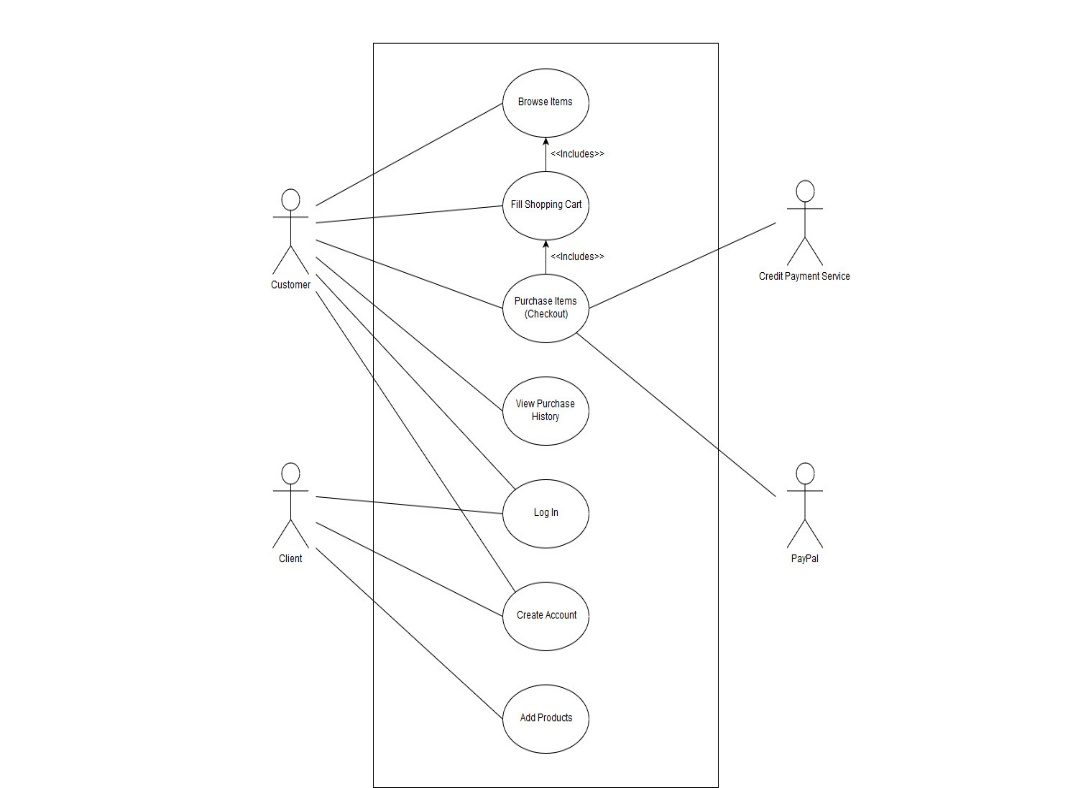 Browse Items
<<Includes>>
Fill Shopping Cart
<<Includes>>
Customer
Credit Payment Service
Purchase Items
(Checkout)
View Purchase
History
Log In
Client
PayPal
Create Account
Add Products